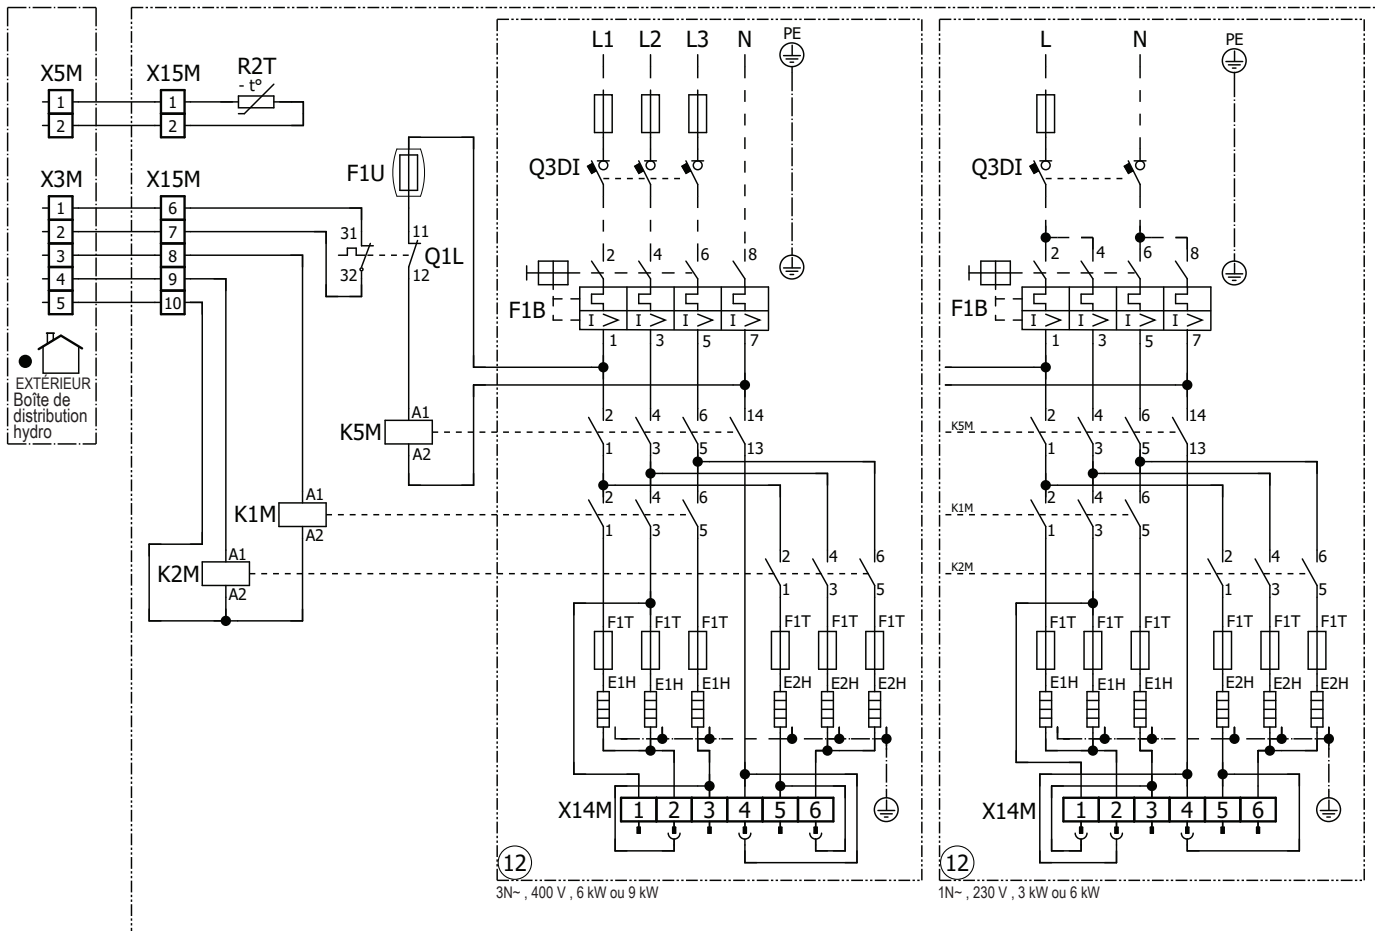 L1 L2 L3 N PE
L N PE
X5M X15M R2T
- t°
1 1
2 2
Q3DI
Q3DI
F1U
X3M X15M
1 6
2 7
3 8
4 9
5 10
31 11
Q1L
32 12
2 4 6 8
2 4 6 8
F1B
I > I > I > I >
1 3 5 7
F1B
I > I > I > I >
1 3 5 7
EXTÉRIEUR
Boîte de
distribution
hydro
K5M A1
A2
2 4 6 14
1 3 5 13
K5M
2 4 6 14
1 3 5 13
K1M A1
A2
2 4 6
1 3 5
K1M
2 4 6
1 3 5
K2M A1
A2
2 4 6
1 3 5
K2M
2 4 6
1 3 5
F1T F1T F1T F1T F1T F1T
F1T F1T F1T F1T F1T F1T
E1H E1H E1H E2H E2H E2H
E1H E1H E1H E2H E2H E2H
X14M 1 2 3 4 5 6
X14M 1 2 3 4 5 6
12
12
3N~ , 400 V , 6 kW ou 9 kW
1N~ , 230 V , 3 kW ou 6 kW